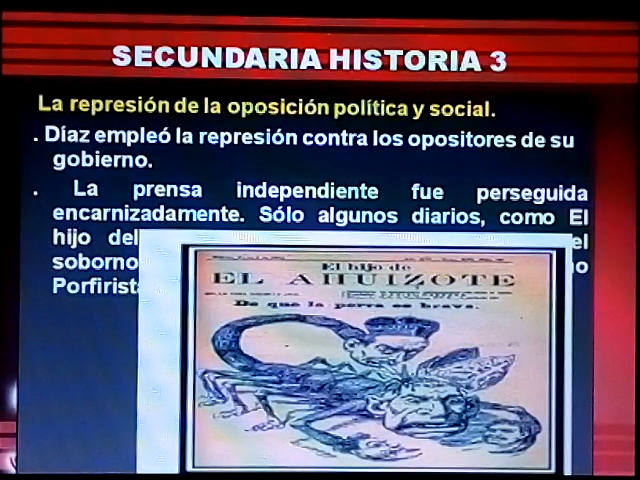 SECUNDARIA HISTORIA 3
La represión de la oposición política y social.
. Díaz empleó la represión contra los opositores de su
gobierno.
. La prensa independiente fue perseguida
encarnizadamente. Sólo algunos diarios, como El
hijo del el
soborno o
Porfirist
El hijo de
EL AHUIZOTE
De que la perra es brava.